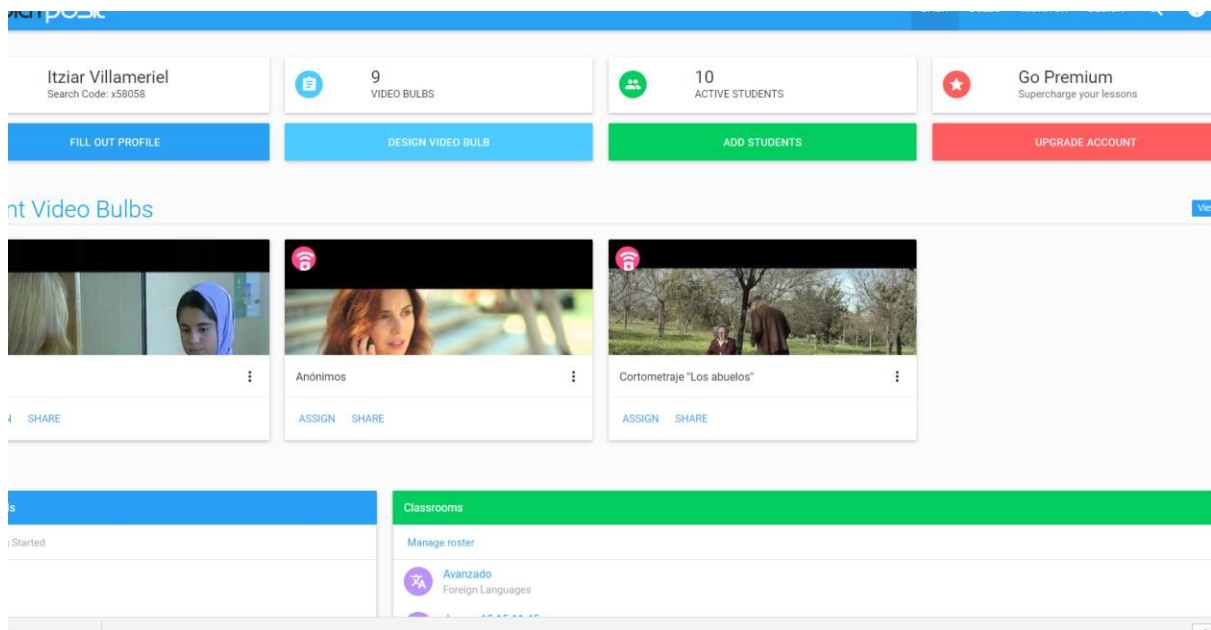 Itziar Villameriel
Search Code: x58058
9
VIDEO BULBS
10
ACTIVE STUDENTS
Go Premium
Supercharge your lessons
FILL OUT PROFILE
DESIGN VIDEO BULB
ADD STUDENTS
UPGRADE ACCOUNT
nt Video Bulbs
Vie
Anónimos
Cortometraje "Los abuelos"
SHARE
ASSIGN SHARE
ASSIGN SHARE
Classrooms
Started
Manage roster
Avanzado
Foreign Languages